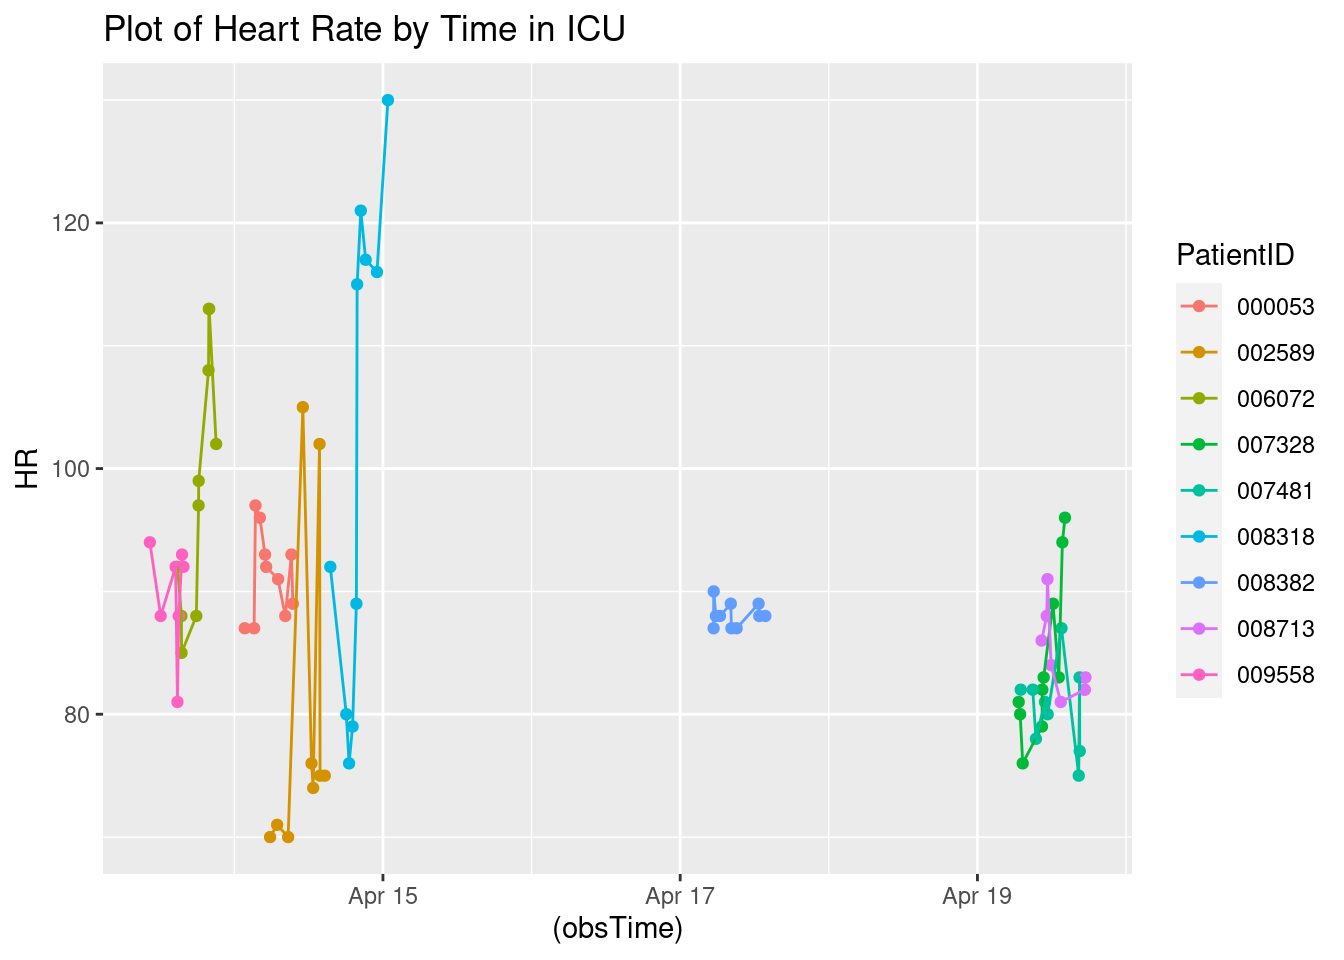 Plot of Heart Rate by Time in ICU
HR
120
100
80
Apr 15
Apr 17
Apr 19
(obsTime)
PatientID
000053
002589
006072
007328
007481
008318
008382
008713
009558